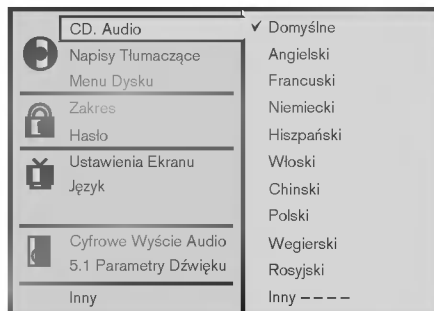 CD. Audio
Napisy Tłumaczące
Menu Dysku
Zakres
Hasło
Ustawienia Ekranu
Język
Cyfrowe Wyście Audio
5.1 Parametry Dźwięku
Inny
✓ Domyślne
Angielski
Francuski
Niemiecki
Hiszpański
Włoski
Chinski
Polski
Wegierski
Rosyjski
Inny – – – –